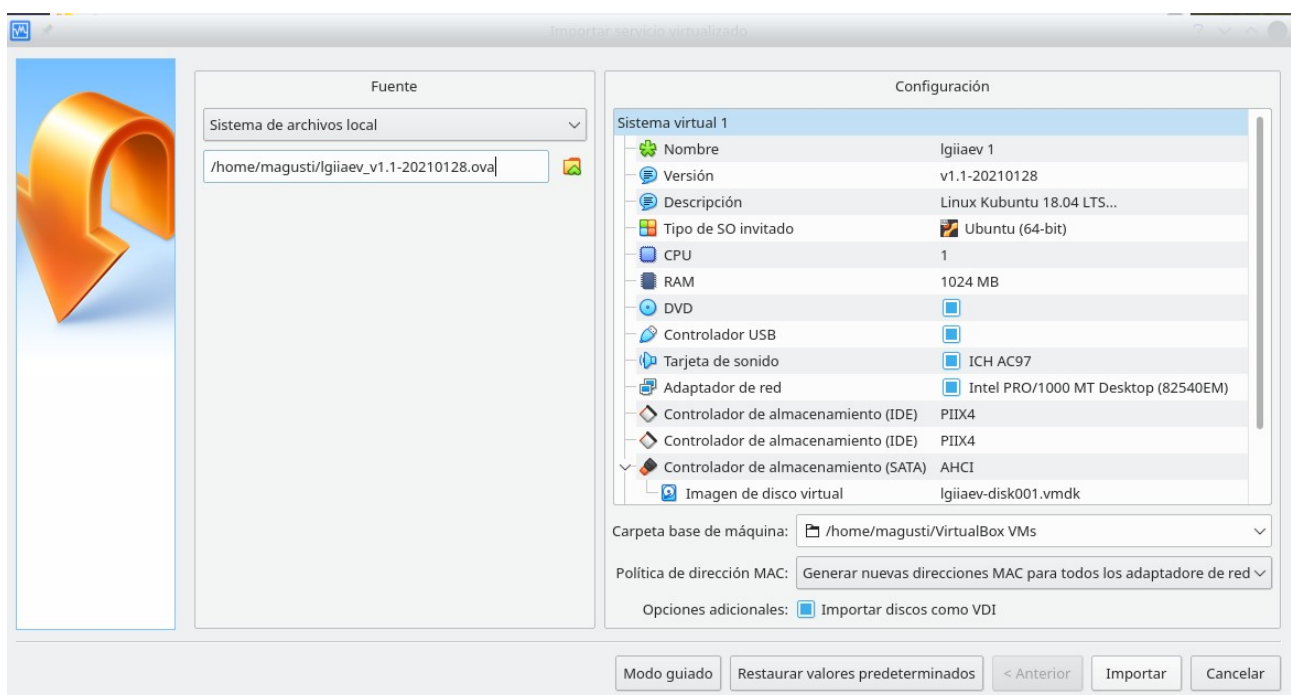 Importar servicio virtualizado
Fuente
Sistema de archivos local
/home/magusti/lgiiaev_v1.1-20210128.ova
Configuración
Sistema virtual 1
Nombre lgiiaev 1
Versión v1.1-20210128
Descripción Linux Kubuntu 18.04 LTS...
Tipo de SO invitado Ubuntu (64-bit)
CPU 1
RAM 1024 MB
DVD
Controlador USB
Tarjeta de sonido ICH AC97
Adaptador de red Intel PRO/1000 MT Desktop (82540EM)
Controlador de almacenamiento (IDE) PIIX4
Controlador de almacenamiento (IDE) PIIX4
Controlador de almacenamiento (SATA) AHCI
Imagen de disco virtual lgiiaev-disk001.vmdk
Carpeta base de máquina: /home/magusti/VirtualBox VMs
Política de dirección MAC: Generar nuevas direcciones MAC para todos los adaptadore de red
Opciones adicionales: Importar discos como VDI
Modo guiado Restaurar valores predeterminados < Anterior Importar Cancelar